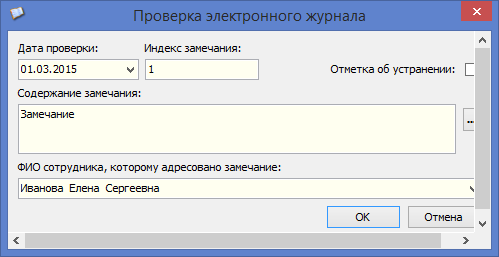 Проверка электронного журнала
Дата проверки: Индекс замечания:
01.03.2015 1 Отметка об устранении:
Содержание замечания:
Замечание
...
ФИО сотрудника, которому адресовано замечание:
Иванова Елена Сергеевна
OK Отмена